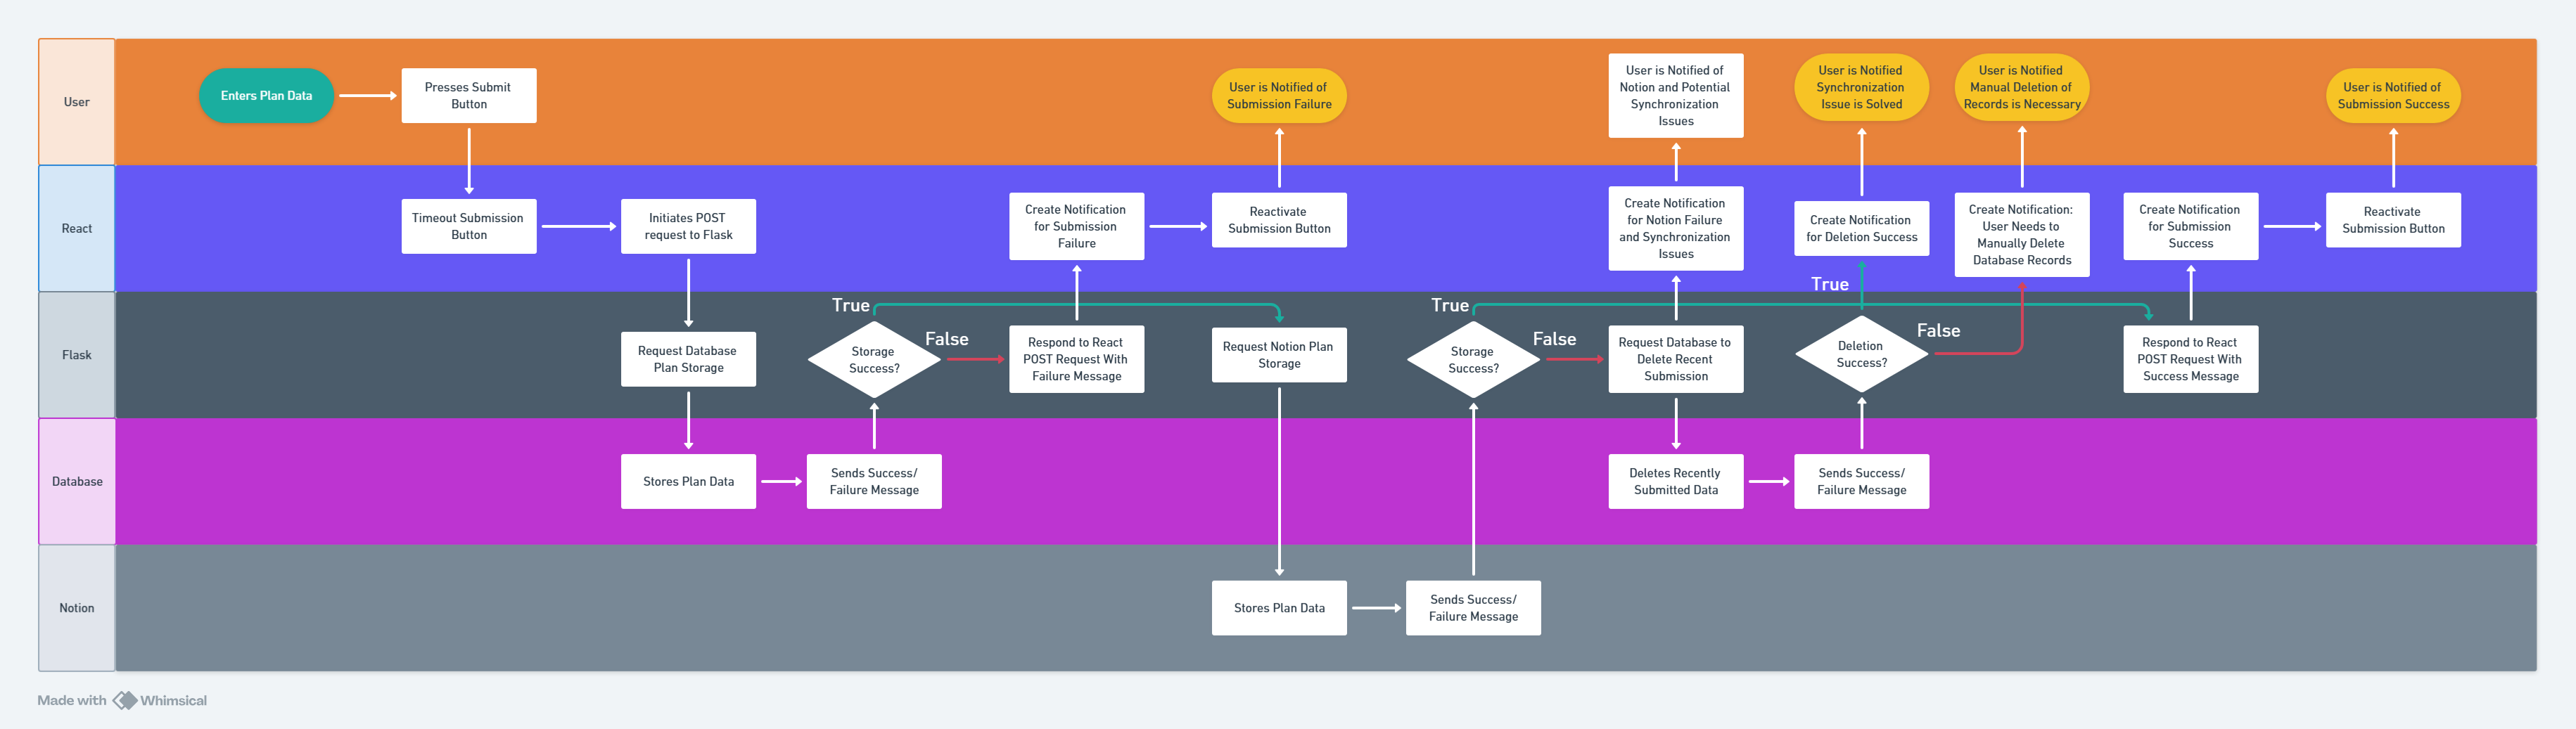 User
Enters Plan Data
Presses Submit
Button
User is Notified of
Submission Failure
User is Notified of
Notion and Potential
Synchronization
Issues
User is Notified
Synchronization
Issue is Solved
User is Notified
Manual Deletion of
Records is Necessary
User is Notified of
Submission Success
React
Timeout Submission
Button
Initiates POST
request to Flask
Create Notification
for Submission
Failure
Reactivate
Submission Button
Create Notification
for Notion Failure
and Synchronization
Issues
Create Notification
for Deletion Success
Create Notification:
User Needs to
Manually Delete
Database Records
Create Notification
for Submission
Success
Reactivate
Submission Button
Flask
Request Database
Plan Storage
True
Storage
Success?
False
Respond to React
POST Request With
Failure Message
Request Notion Plan
Storage
True
Storage
Success?
False
Request Database to
Delete Recent
Submission
True
Deletion
Success?
False
Respond to React
POST Request With
Success Message
Database
Stores Plan Data
Sends Success/
Failure Message
Deletes Recently
Submitted Data
Sends Success/
Failure Message
Notion
Stores Plan Data
Sends Success/
Failure Message
Made with Whimsical